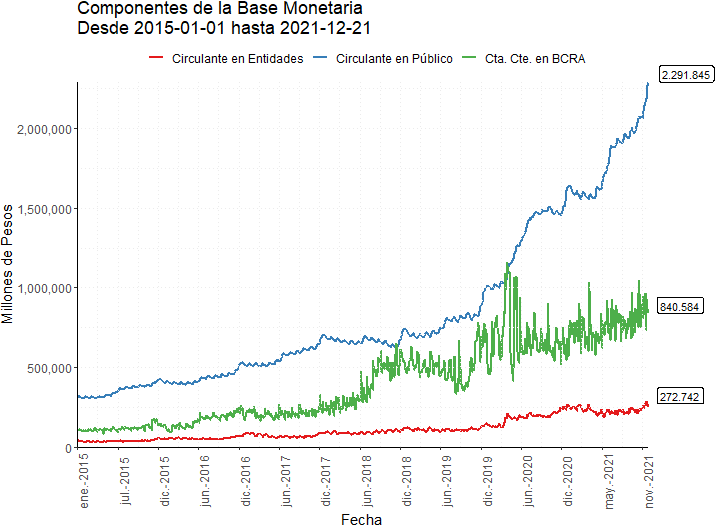 Componentes de la Base Monetaria
Desde 2015-01-01 hasta 2021-12-21
Circulante en Entidades Circulante en Público Cta. Cte. en BCRA
2.291.845
2,000,000
1,500,000
1,000,000
840.584
500,000
272.742
0
Millones de Pesos
ene.-2015 jul.-2015 dic.-2015 jun.-2016 dic.-2016 jun.-2017 dic.-2017 jun.-2018 dic.-2018 jun.-2019 dic.-2019 jun.-2020 dic.-2020 may.-2021 nov.-2021
Fecha